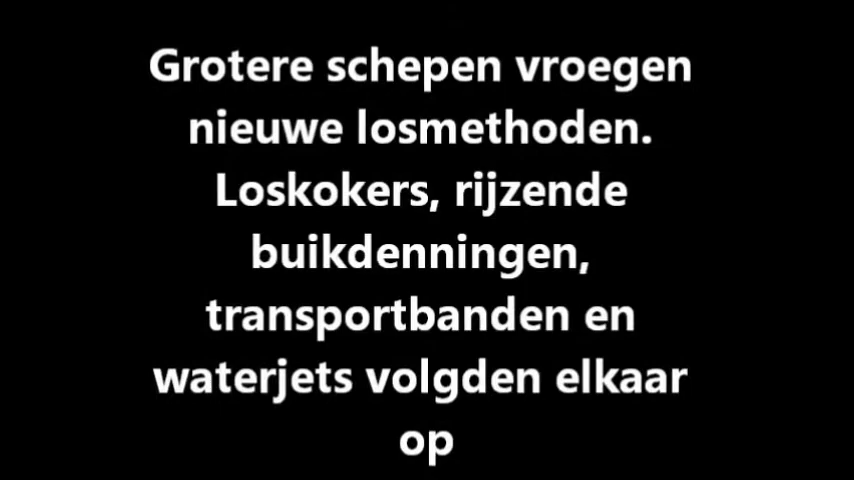 Grotere schepen vroegen
nieuwe losmethoden.
Loskokers, rijzende
buikdenningen,
transportbanden en
waterjets volgden elkaar
op